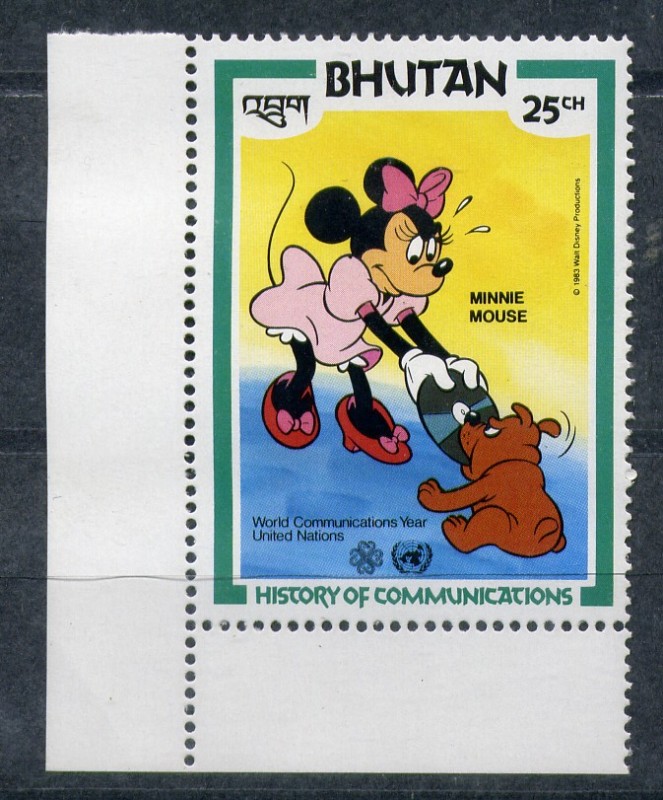 BHUTAN
འབྲུག
25CH
© 1983 Walt Disney Productions
MINNIE
MOUSE
World Communications Year
United Nations
HISTORY OF COMMUNICATIONS